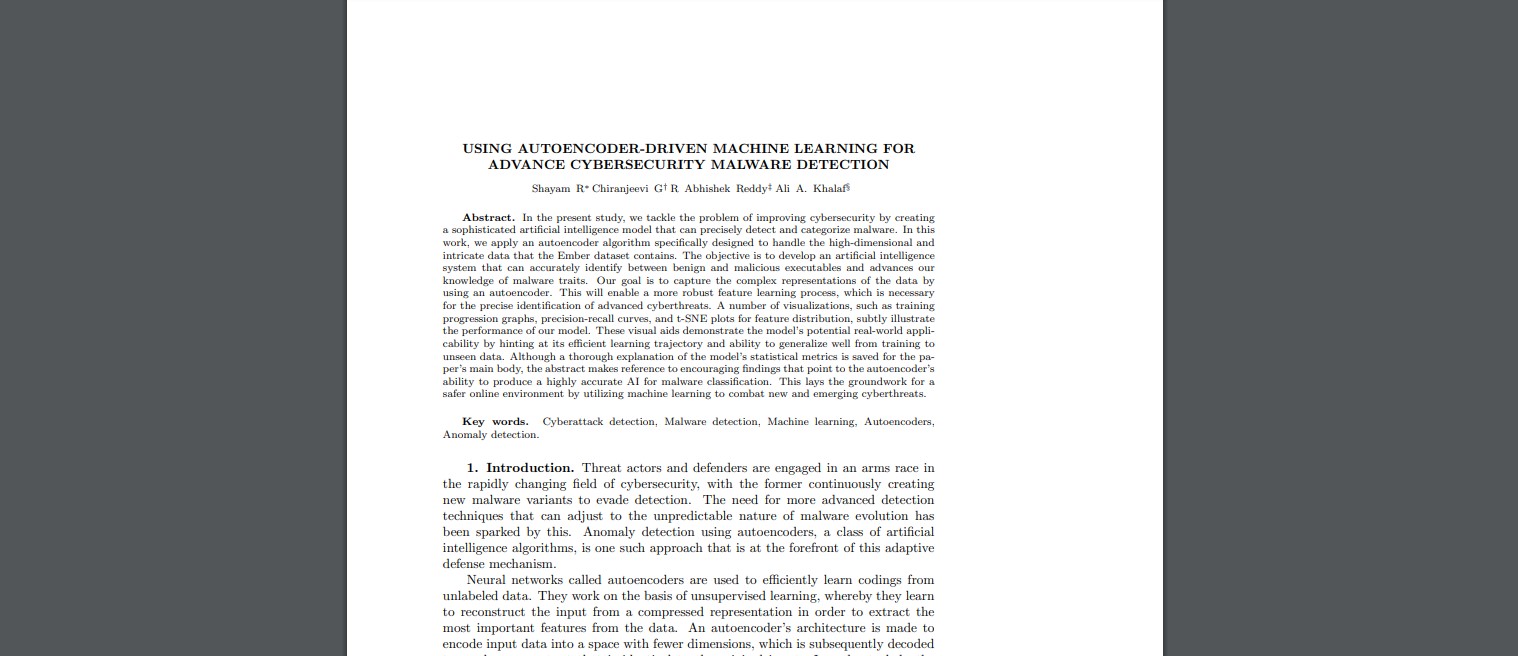 USING AUTOENCODER-DRIVEN MACHINE LEARNING FOR
ADVANCE CYBERSECURITY MALWARE DETECTION
Shayam R* Chiranjeevi G† R Abhishek Reddy‡ Ali A. Khalaf§
Abstract. In the present study, we tackle the problem of improving cybersecurity by creating
a sophisticated artificial intelligence model that can precisely detect and categorize malware. In this
work, we apply an autoencoder algorithm specifically designed to handle the high-dimensional and
intricate data that the Ember dataset contains. The objective is to develop an artificial intelligence
system that can accurately identify between benign and malicious executables and advances our
knowledge of malware traits. Our goal is to capture the complex representations of the data by
using an autoencoder. This will enable a more robust feature learning process, which is necessary
for the precise identification of advanced cyberthreats. A number of visualizations, such as training
progression graphs, precision-recall curves, and t-SNE plots for feature distribution, subtly illustrate
the performance of our model. These visual aids demonstrate the model's potential real-world appli-
cability by hinting at its efficient learning trajectory and ability to generalize well from training to
unseen data. Although a thorough explanation of the model's statistical metrics is saved for the pa-
per's main body, the abstract makes reference to encouraging findings that point to the autoencoder's
ability to produce a highly accurate AI for malware classification. This lays the groundwork for a
safer online environment by utilizing machine learning to combat new and emerging cyberthreats.
Key words. Cyberattack detection, Malware detection, Machine learning, Autoencoders,
Anomaly detection.
1. Introduction. Threat actors and defenders are engaged in an arms race in
the rapidly changing field of cybersecurity, with the former continuously creating
new malware variants to evade detection. The need for more advanced detection
techniques that can adjust to the unpredictable nature of malware evolution has
been sparked by this. Anomaly detection using autoencoders, a class of artificial
intelligence algorithms, is one such approach that is at the forefront of this adaptive
defense mechanism.
Neural networks called autoencoders are used to efficiently learn codings from
unlabeled data. They work on the basis of unsupervised learning, whereby they learn
to reconstruct the input from a compressed representation in order to extract the
most important features from the data. An autoencoder's architecture is made to
encode input data into a space with fewer dimensions, which is subsequently decoded